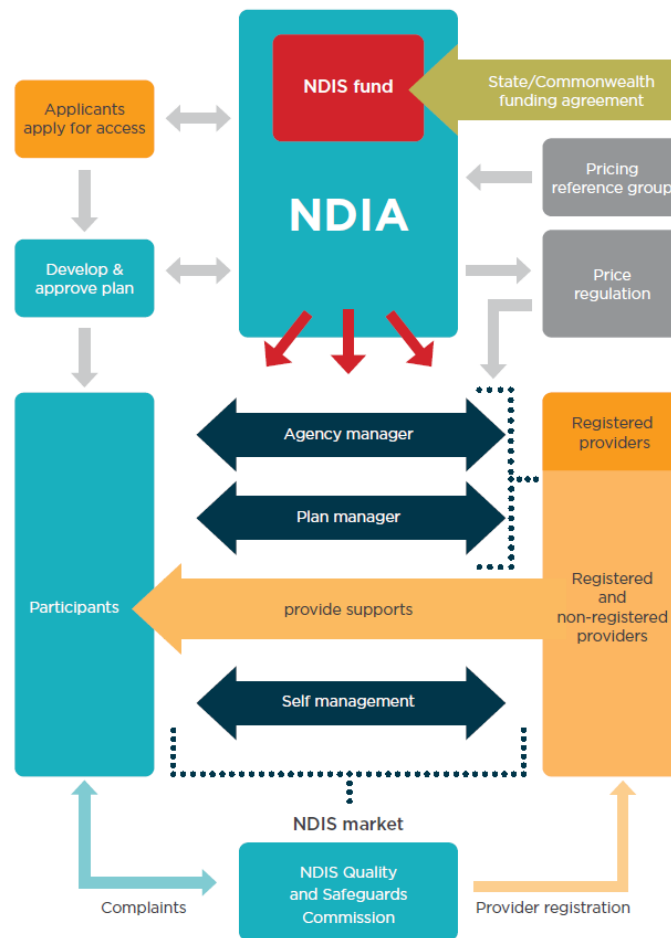 NDIS fund
State/Commonwealth
funding agreement
Applicants
apply for access
Pricing
reference group
NDIA
Develop &
approve plan
Price
regulation
Agency manager
Registered
providers
Plan manager
Participants
provide supports
Registered
and
non-registered
providers
Self management
NDIS market
NDIS Quality
and Safeguards
Commission
Complaints
Provider registration